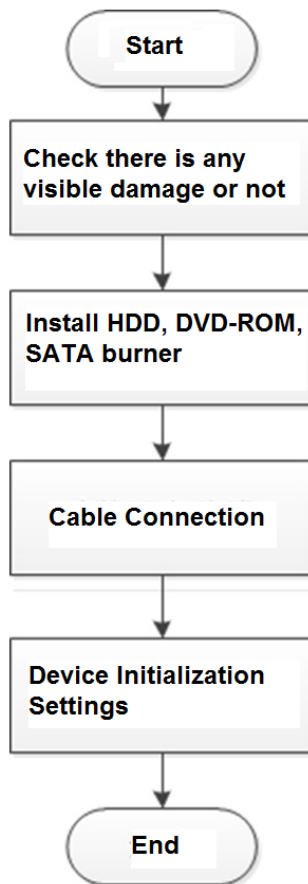 Start
Check there is any
visible damage or not
Install HDD, DVD-ROM,
SATA burner
Cable Connection
Device Initialization
Settings
End